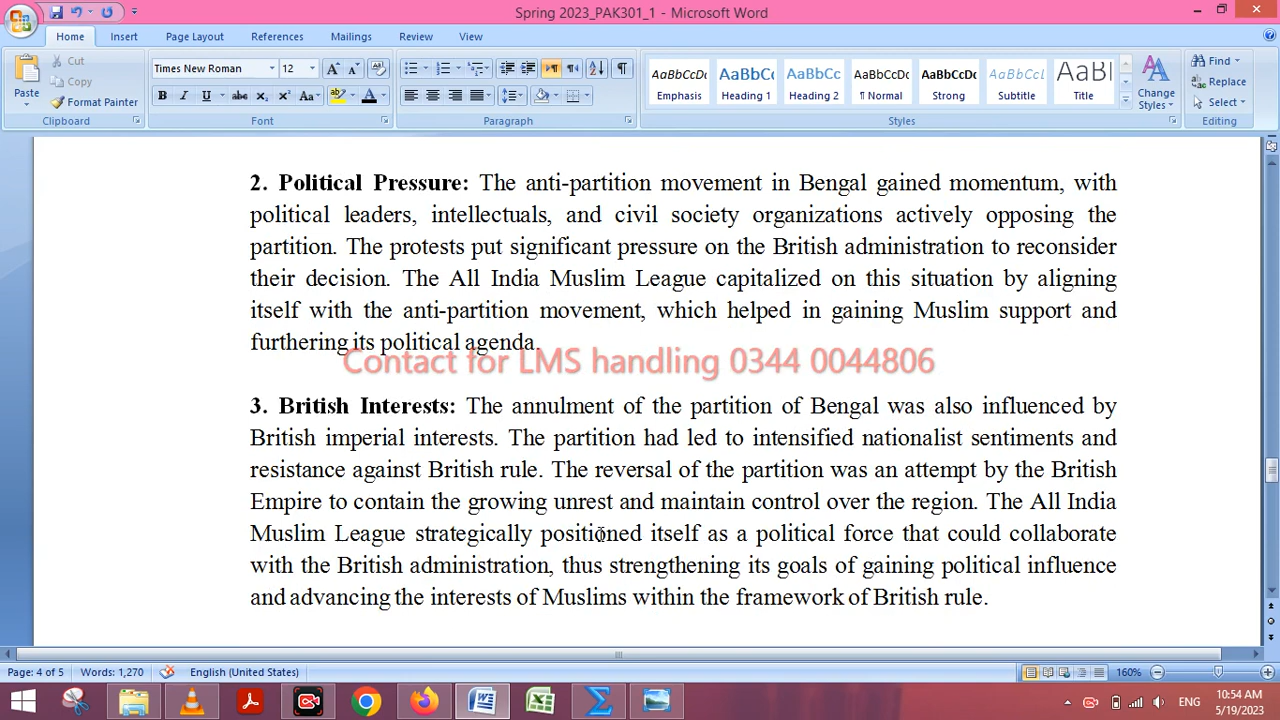 Spring 2023_PAK301_1 - Microsoft Word
Home Insert Page Layout References Mailings Review View
Paste
Cut
Copy
Format Painter
Clipboard
Times New Roman 12
Font
Paragraph
AaBbCcDc AaBbCc AaBbCc AaBbCcDc AaBbCcDc AaBbCcDc AaBl
Emphasis Heading 1 Heading 2 ¶ Normal Strong Subtitle Title
Change Styles
Styles
Find
Replace
Select
Editing
2. Political Pressure: The anti-partition movement in Bengal gained momentum, with
political leaders, intellectuals, and civil society organizations actively opposing the
partition. The protests put significant pressure on the British administration to reconsider
their decision. The All India Muslim League capitalized on this situation by aligning
itself with the anti-partition movement, which helped in gaining Muslim support and
furthering its political agenda.
Contact for LMS handling 0344 0044806
3. British Interests: The annulment of the partition of Bengal was also influenced by
British imperial interests. The partition had led to intensified nationalist sentiments and
resistance against British rule. The reversal of the partition was an attempt by the British
Empire to contain the growing unrest and maintain control over the region. The All India
Muslim League strategically positioned itself as a political force that could collaborate
with the British administration, thus strengthening its goals of gaining political influence
and advancing the interests of Muslims within the framework of British rule.
Page: 4 of 5 Words: 1,270 English (United States) 160%
ENG
10:54 AM
5/19/2023